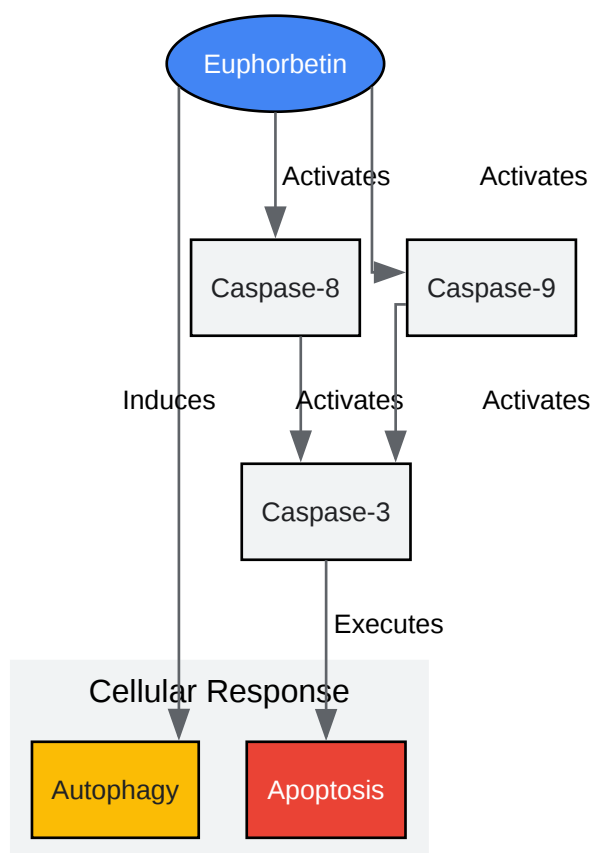 Euphorbetin
Activates
Activates
Caspase-8
Caspase-9
Induces
Activates
Activates
Caspase-3
Executes
Cellular Response
Autophagy
Apoptosis